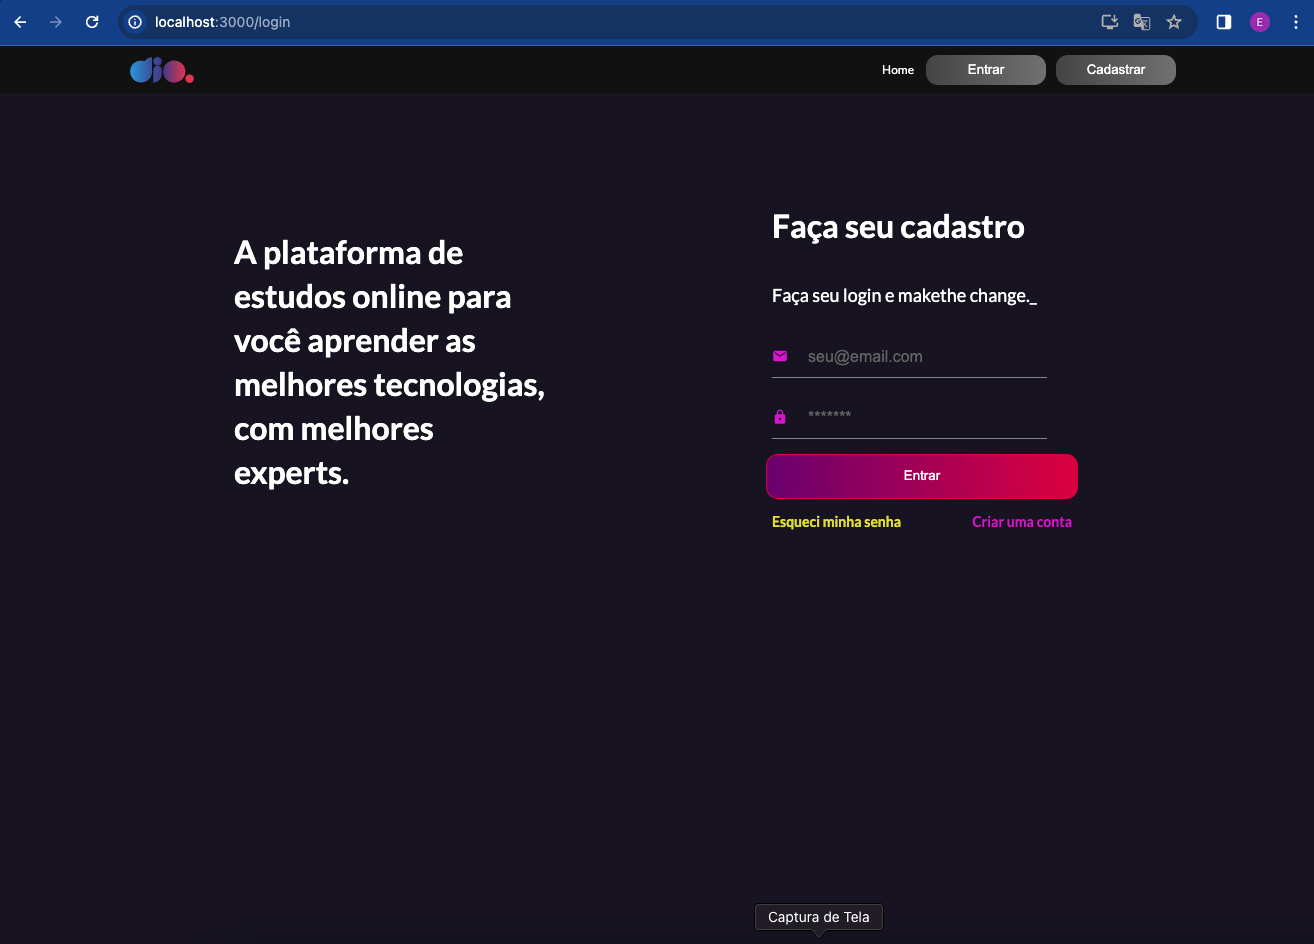 localhost:3000/login
E
dio.
Home
Entrar
Cadastrar
A plataforma de
estudos online para
você aprender as
melhores tecnologias,
com melhores
experts.
Faça seu cadastro
Faça seu login e makethe change._
seu@email.com
*******
Entrar
Esqueci minha senha
Criar uma conta
Captura de Tela